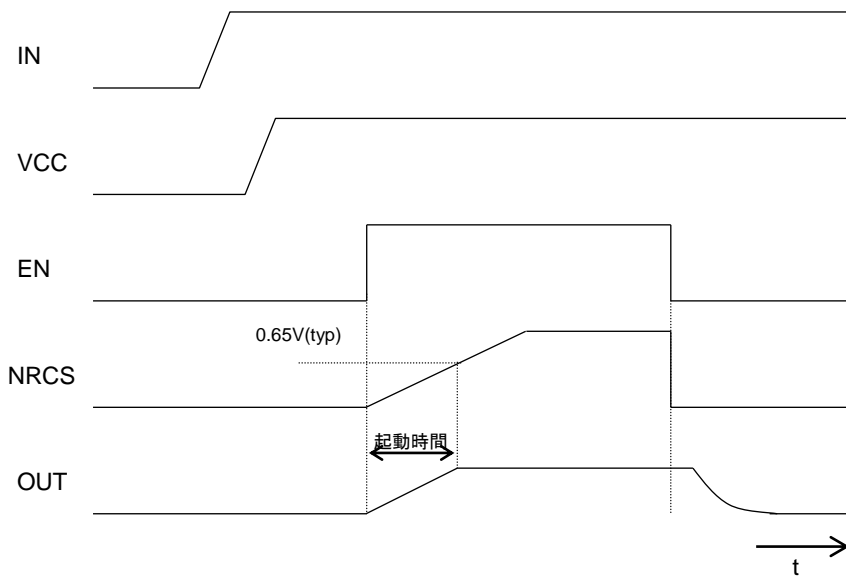 IN
VCC
EN
0.65V(typ)
NRCS
起動時間
OUT
t